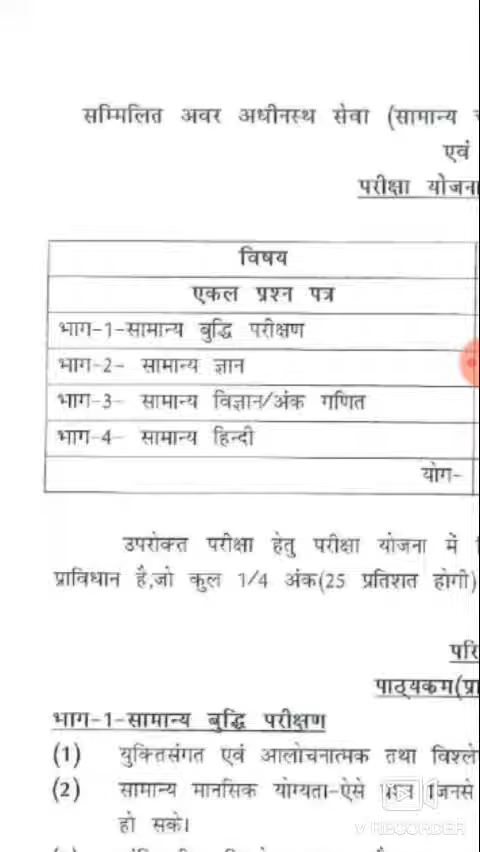 सम्मिलित अवर अधीनस्थ सेवा (सामान्य
एवं
परीक्षा योजना
विषय
एकल प्रश्न पत्र
भाग-1-सामान्य बुद्धि परीक्षण
भाग-2- सामान्य ज्ञान
भाग-3- सामान्य विज्ञान/अंक गणित
भाग-4- सामान्य हिन्दी
योग-
उपरोक्त परीक्षा हेतु परीक्षा योजना में
प्राविधान है,जो कुल 1/4 अंक(25 प्रतिशत होगी)
परि
पाठ्यकम(प्रा
भाग-1-सामान्य बुद्धि परीक्षण
(1) युक्तिसंगत एवं आलोचनात्मक तथा विश्ले
(2) सामान्य मानसिक योग्यता-ऐसे प्रश्न जिनसे
हो सके।
V RECORDER